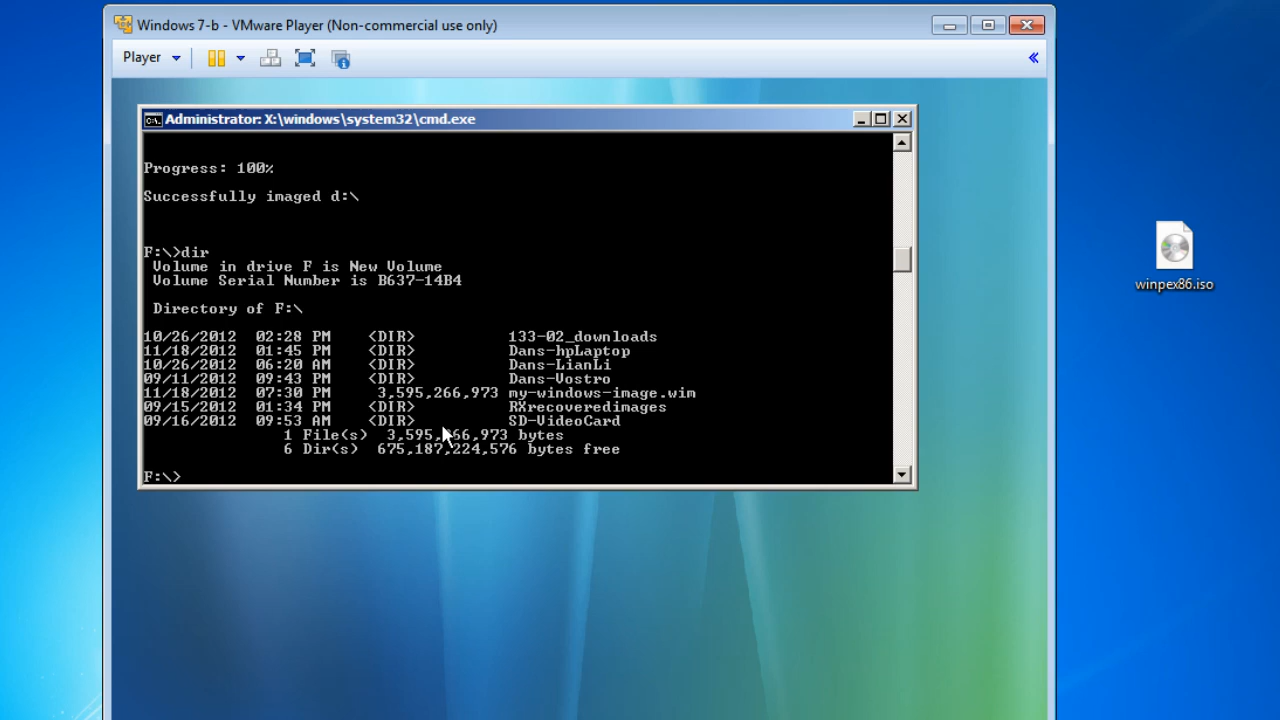 Windows 7-b - VMware Player (Non-commercial use only)
Player
Administrator: X:\windows\system32\cmd.exe
Progress: 100%
Successfully imaged d:\
F:\>dir
Volume in drive F is New Volume
Volume Serial Number is B637-14B4
Directory of F:\
10/26/2012 02:28 PM <DIR> 133-02_downloads
11/18/2012 01:45 PM <DIR> Dans-hpLaptop
10/26/2012 06:20 AM <DIR> Dans-LianLi
09/11/2012 09:43 PM <DIR> Dans-Vostro
11/18/2012 07:30 PM 3,595,266,973 my-windows-image.wim
09/15/2012 01:34 PM <DIR> RXrecoveredimages
09/16/2012 09:53 AM <DIR> SD-VideoCard
1 File(s) 3,595,266,973 bytes
6 Dir(s) 675,187,224,576 bytes free
F:\>
winpex86.iso